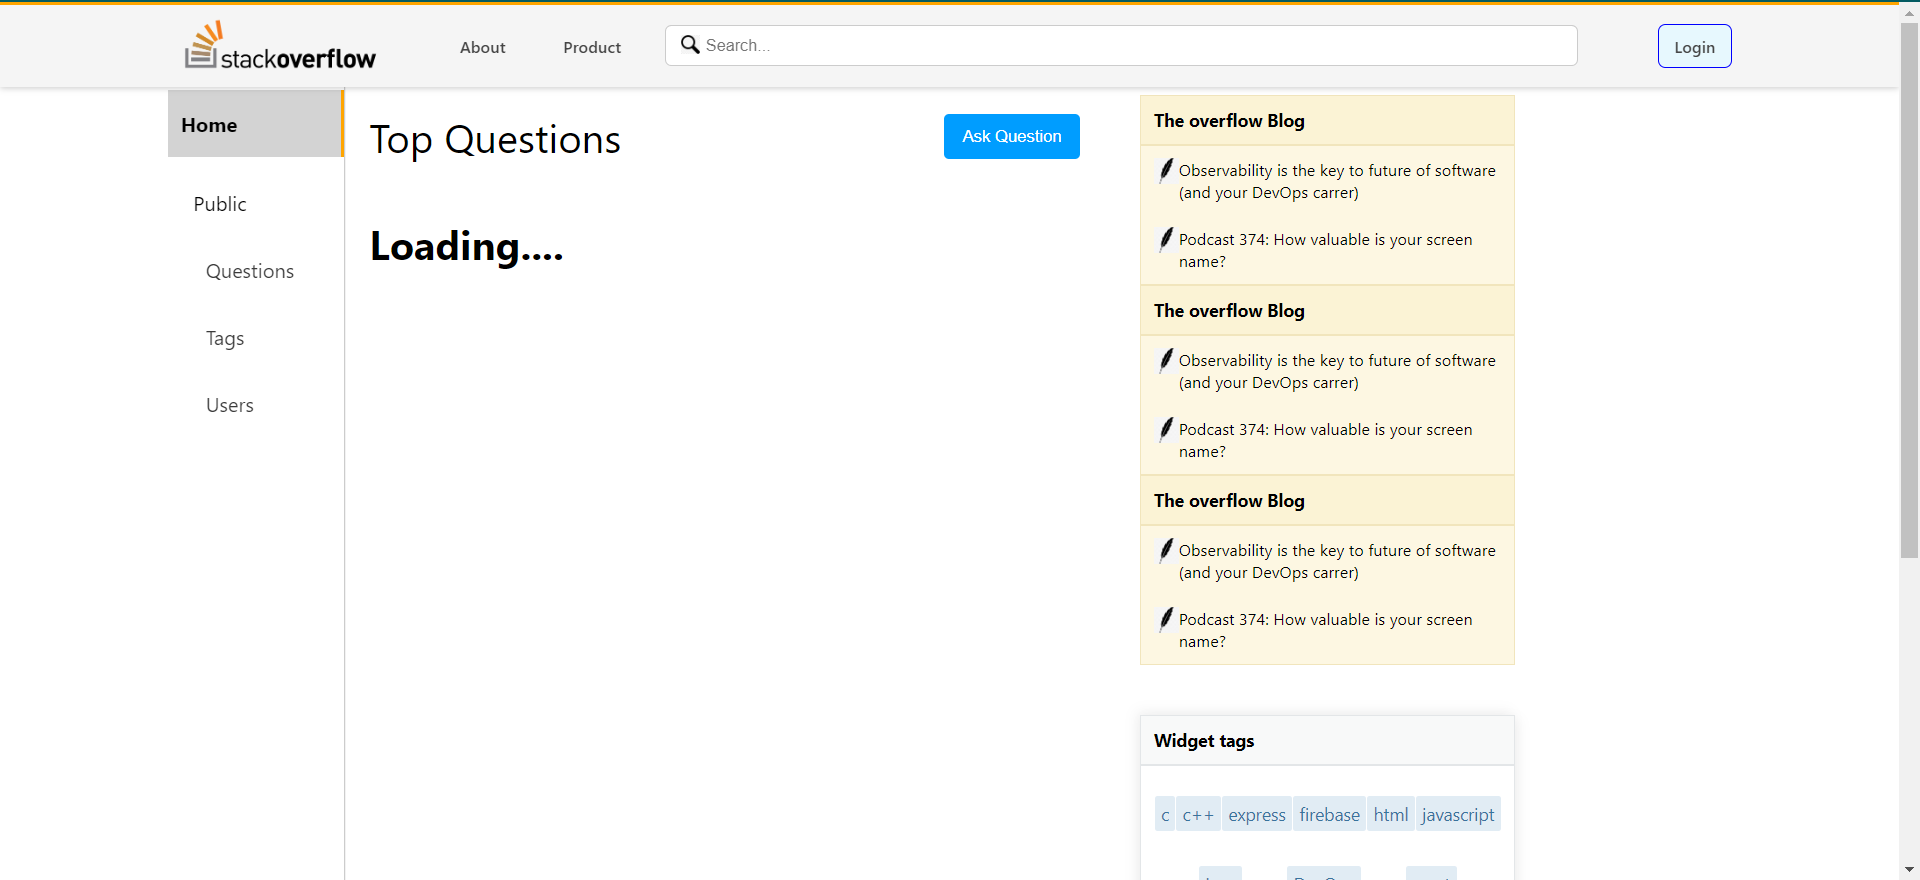 stackoverflow
About
Product
Search...
Login
Home
Public
Questions
Tags
Users
Top Questions
Ask Question
Loading....
The overflow Blog
Observability is the key to future of software
(and your DevOps carrer)
Podcast 374: How valuable is your screen
name?
The overflow Blog
Observability is the key to future of software
(and your DevOps carrer)
Podcast 374: How valuable is your screen
name?
The overflow Blog
Observability is the key to future of software
(and your DevOps carrer)
Podcast 374: How valuable is your screen
name?
Widget tags
c c++ express firebase html javascript